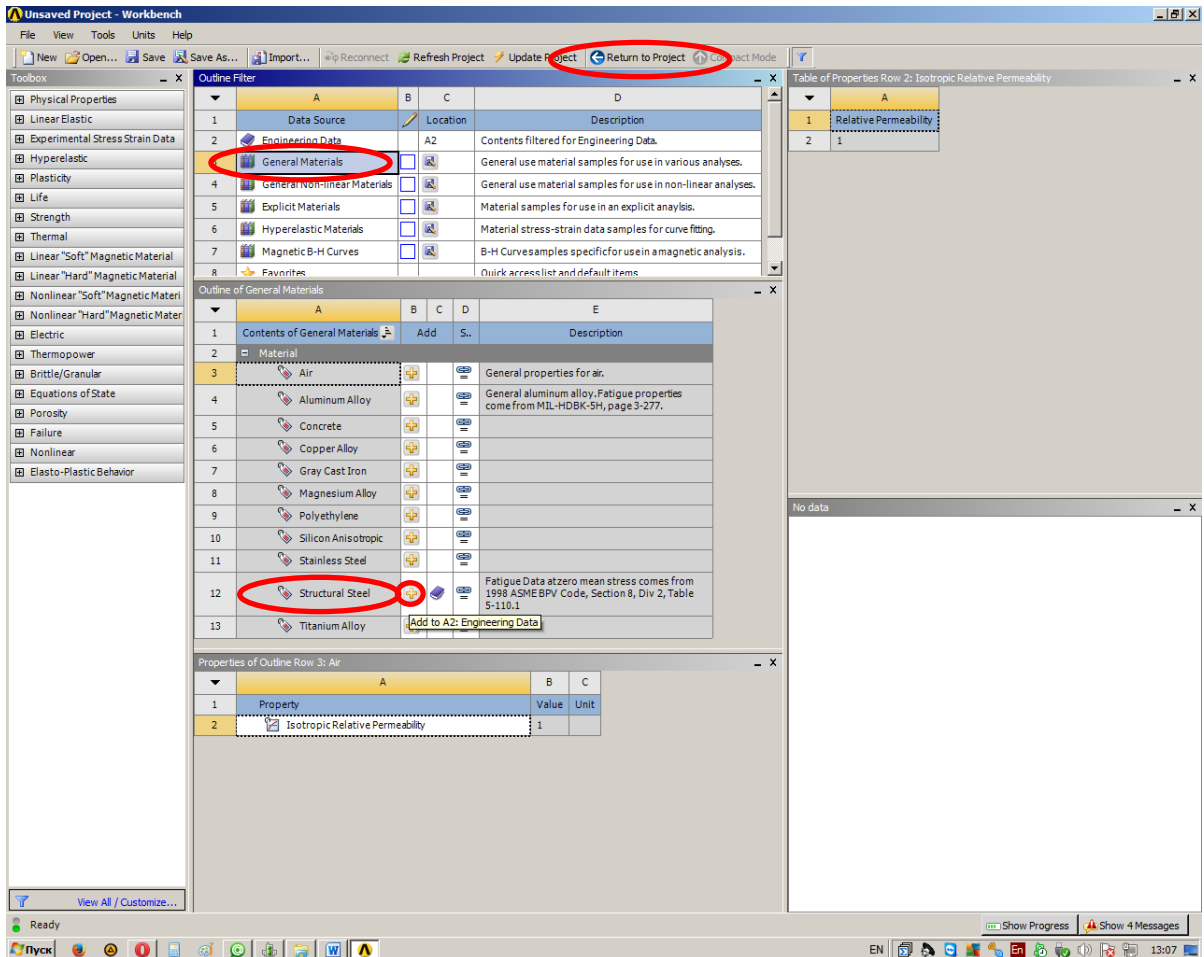 Unsaved Project - Workbench
File View Tools Units Help
New Open... Save Save As... Import... Reconnect Refresh Project Update Project Return to Project Compact Mode
Toolbox
Physical Properties
Linear Elastic
Experimental Stress Strain Data
Hyperelastic
Plasticity
Life
Strength
Thermal
Linear "Soft" Magnetic Material
Linear "Hard" Magnetic Material
Nonlinear "Soft" Magnetic Materi
Nonlinear "Hard" Magnetic Mater
Electric
Thermopower
Brittle/Granular
Equations of State
Porosity
Failure
Nonlinear
Elasto-Plastic Behavior
View All / Customize...
Outline Filter
A B C D
1 Data Source Location Description
2 Engineering Data A2 Contents filtered for Engineering Data.
General Materials General use material samples for use in various analyses.
4 General Non-linear Materials General use material samples for use in non-linear analyses.
5 Explicit Materials Material samples for use in an explicit anaylsis.
6 Hyperelastic Materials Material stress-strain data samples for curve fitting.
7 Magnetic B-H Curves B-H Curve samples specific for use in a magnetic analysis.
8 Favorites Quick access list and default items
Outline of General Materials
A B C D E
1 Contents of General Materials Add S.. Description
2 Material
3 Air General properties for air.
4 Aluminum Alloy General aluminum alloy. Fatigue properties
come from MIL-HDBK-5H, page 3-277.
5 Concrete
6 Copper Alloy
7 Gray Cast Iron
8 Magnesium Alloy
9 Polyethylene
10 Silicon Anisotropic
11 Stainless Steel
12 Structural Steel Fatigue Data at zero mean stress comes from
1998 ASME BPV Code, Section 8, Div 2, Table
5-110.1
Add to A2: Engineering Data
13 Titanium Alloy
Properties of Outline Row 3: Air
A B C
1 Property Value Unit
2 Isotropic Relative Permeability 1
Table of Properties Row 2: Isotropic Relative Permeability
A
1 Relative Permeability
2 1
No data
Ready
Show Progress Show 4 Messages
Пуск
EN 13:07